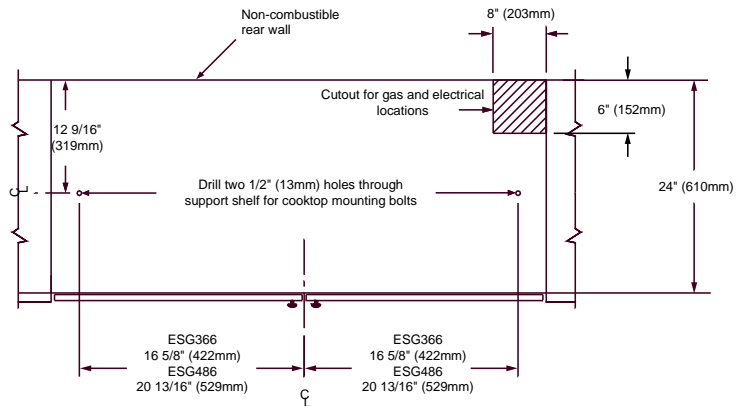 Non-combustible
rear wall
8" (203mm)
Cutout for gas and electrical
locations
6" (152mm)
12 9/16"
(319mm)
24" (610mm)
Drill two 1/2" (13mm) holes through
support shelf for cooktop mounting bolts
CL
ESG366
16 5/8" (422mm)
ESG486
20 13/16" (529mm)
ESG366
16 5/8" (422mm)
ESG486
20 13/16" (529mm)
CL